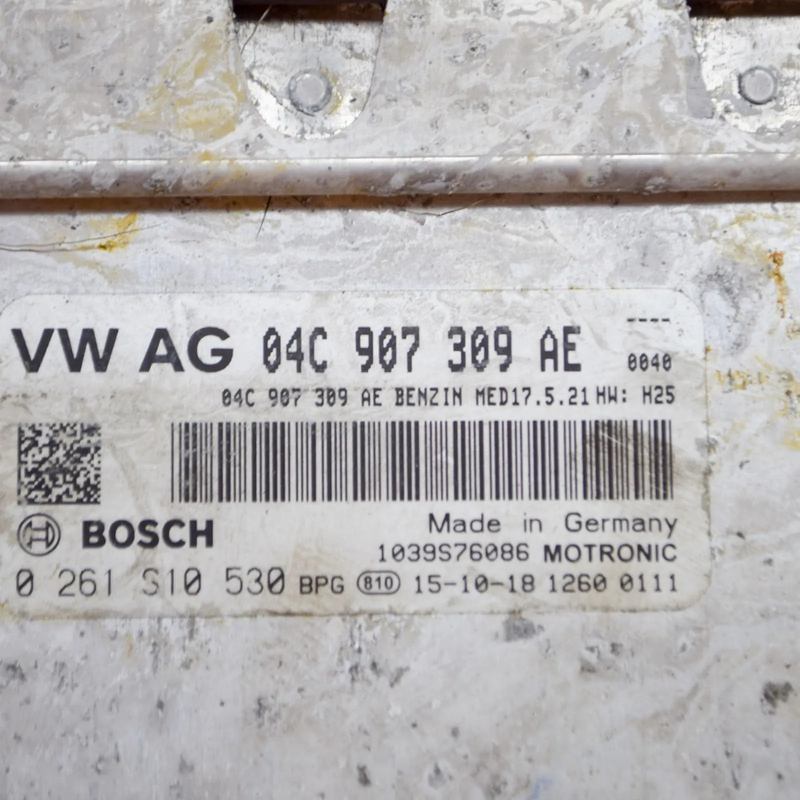 VW AG 04C 907 309 AE ----
0040
04C 907 309 AE BENZIN MED17.5.21 HW: H25
BOSCH
Made in Germany
1039S76086 MOTRONIC
0 261 S10 530 BPG 810 15-10-18 1260 0111